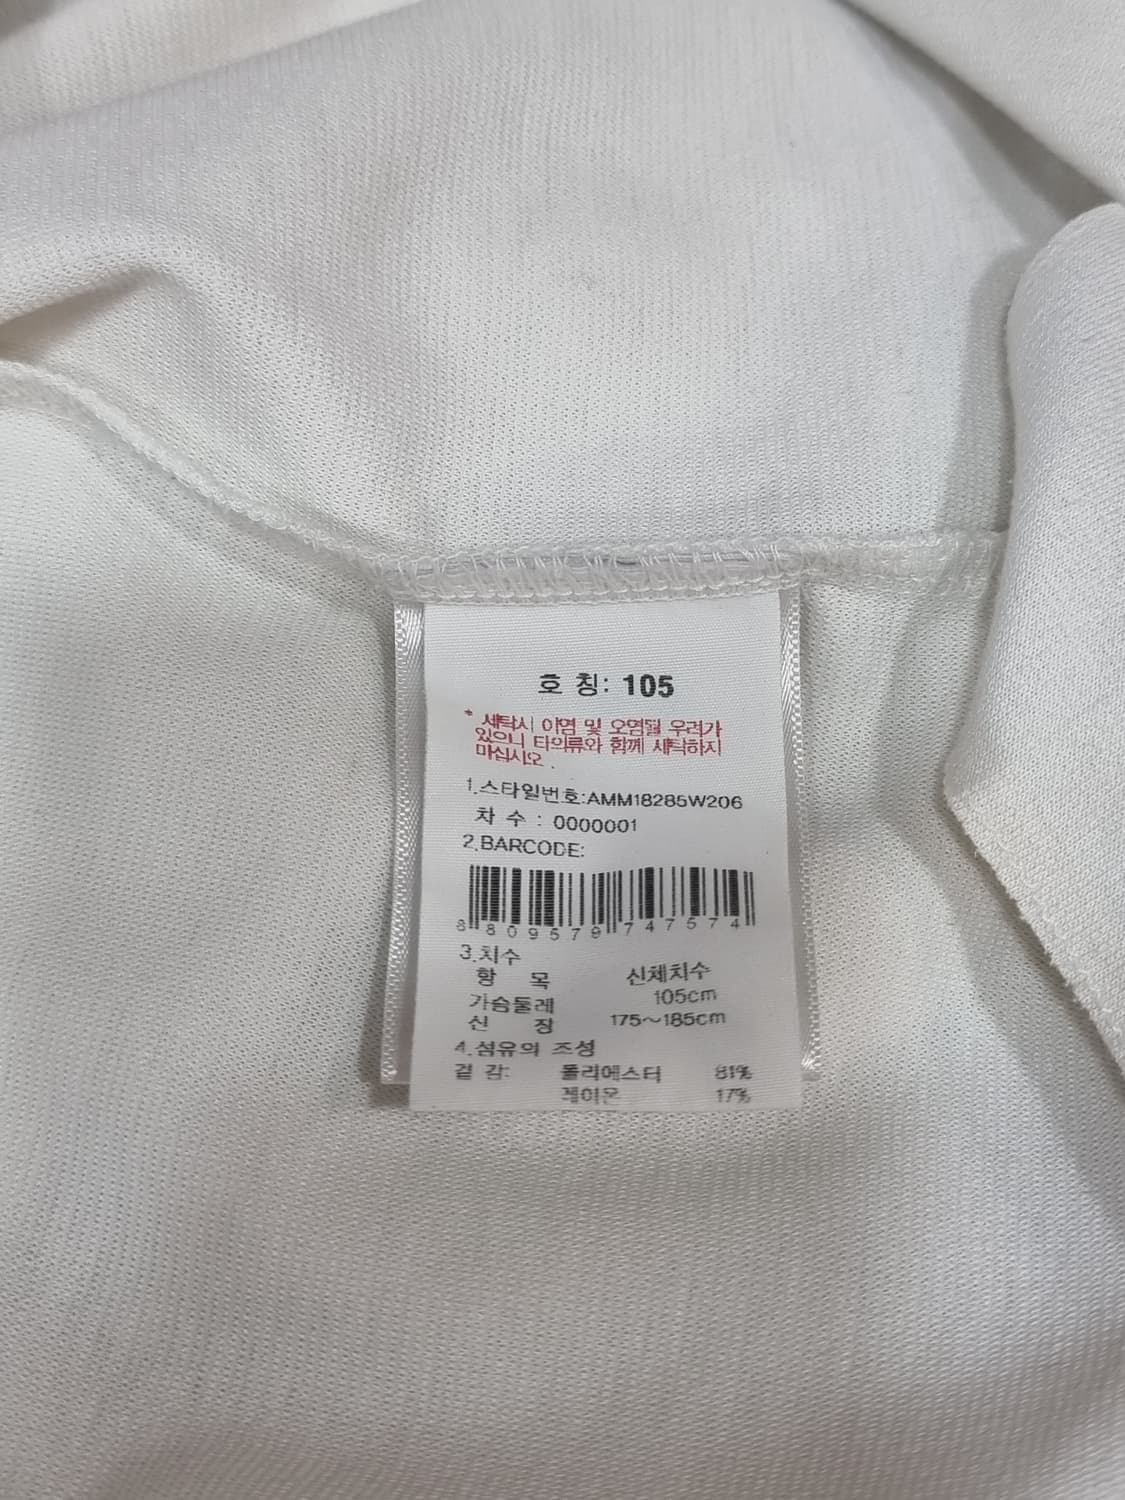 호 칭: 105
* 세탁시 이염 및 오염될 우려가
있으니 타의류와 함께 세탁하지
마십시오.
1.스타일번호:AMM18285W206
차 수 : 0000001
2.BARCODE:
8 809579 747574
3.치수
항 목 신체치수
가슴둘레 105cm
신 장 175~185cm
4.섬유의 조성
겉 감: 폴리에스터 81%
레이온 17%